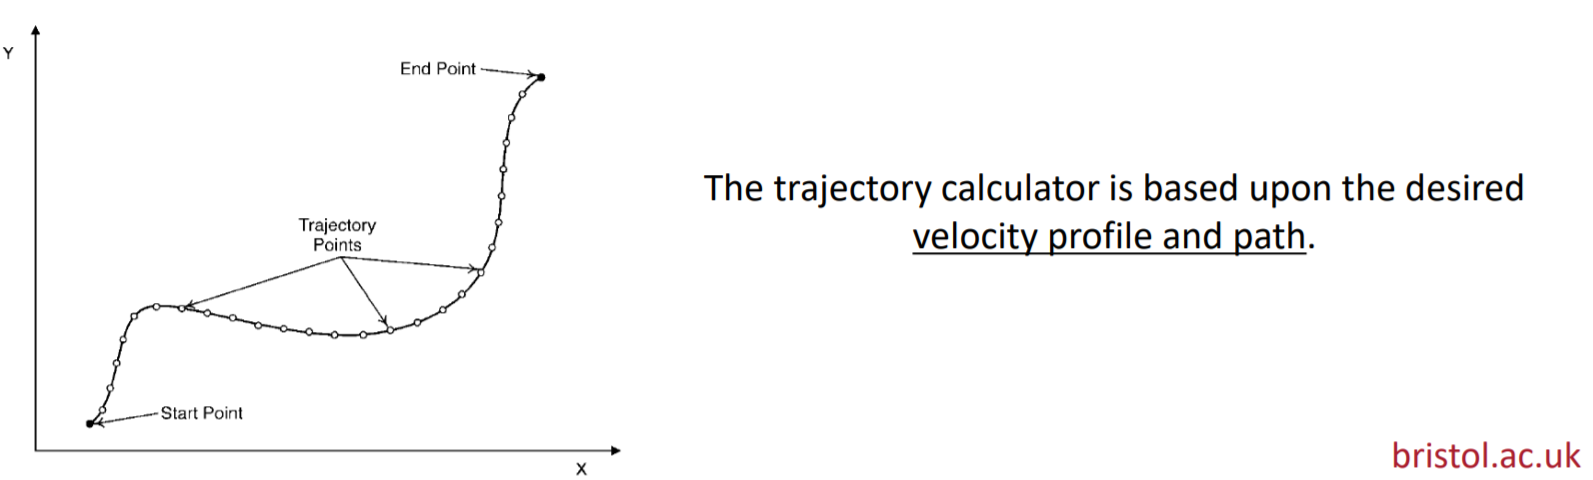 Y
End Point
Trajectory
Points
Start Point
X
The trajectory calculator is based upon the desired
velocity profile and path.
bristol.ac.uk